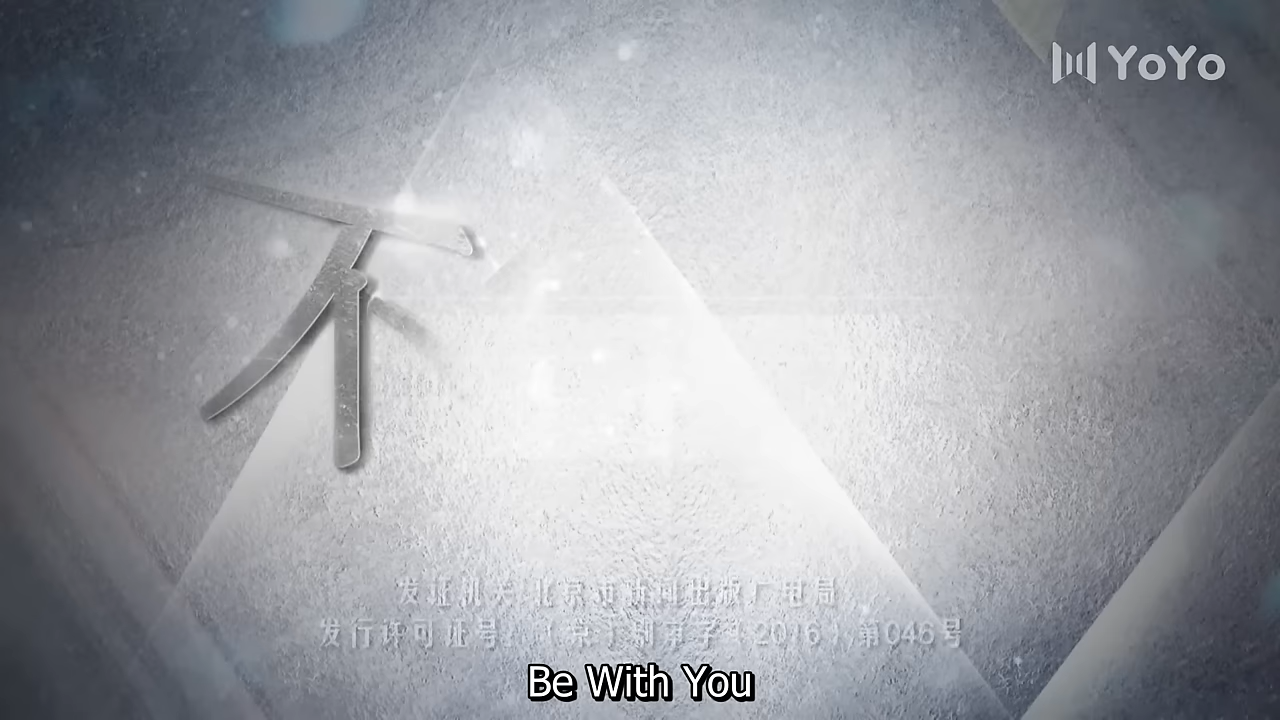 YoYo
不
发证机关:北京市新闻出版广电局
发行许可证号:(京)剧审字(2016)第046号
Be With You